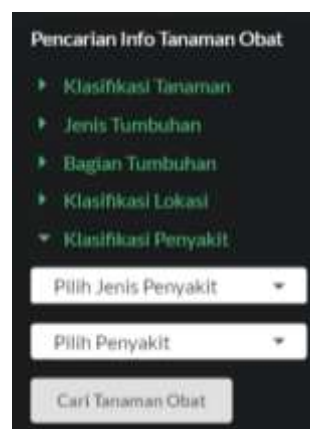 Pencarian Info Tanaman Obat
Klasifikasi Tanaman
Jenis Tumbuhan
Bagian Tumbuhan
Klasifikasi Lokasi
Klasifikasi Penyakit
Pilih Jenis Penyakit
Pilih Penyakit
Cari Tanaman Obat